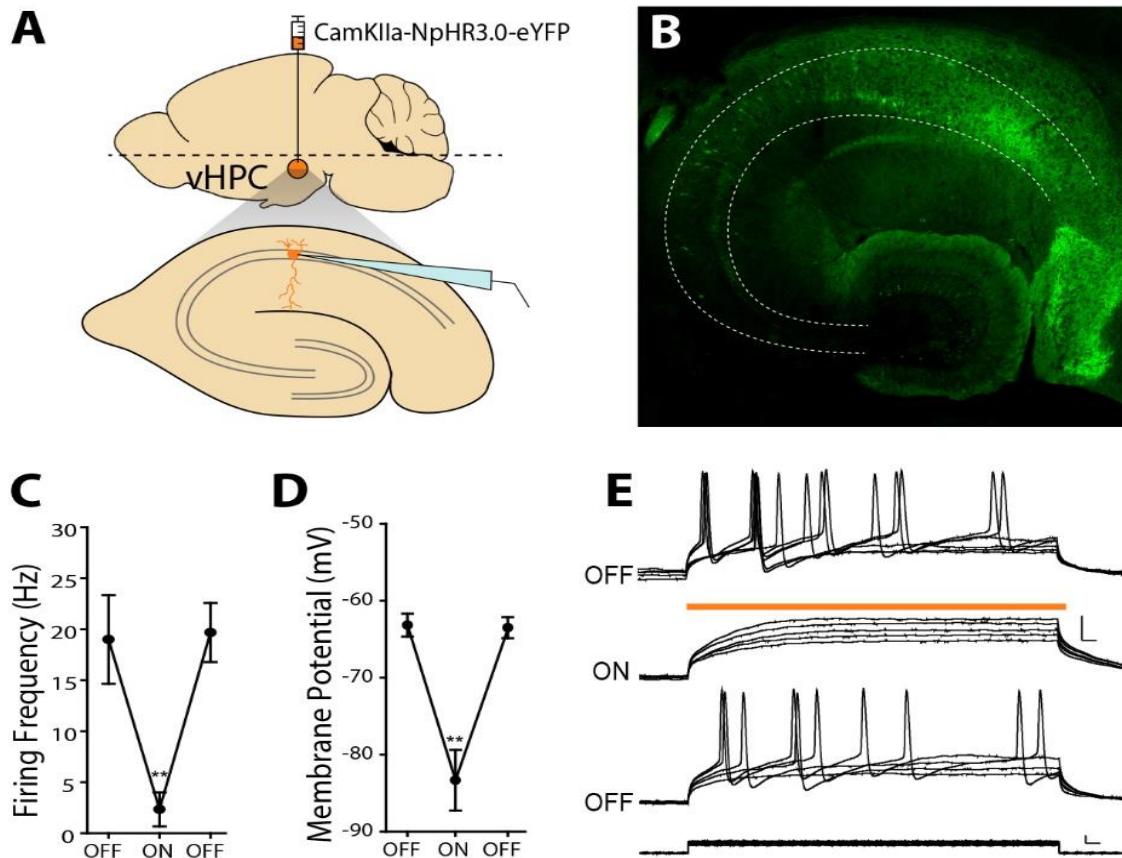 A
CamKIIa-NpHR3.0-eYFP
vHPC
B
C
Firing Frequency (Hz)
30
25
20
15
10
5
0
OFF ON OFF
D
Membrane Potential (mV)
-50
-60
-70
-80
-90
**
**
OFF ON OFF
E
OFF
ON
OFF